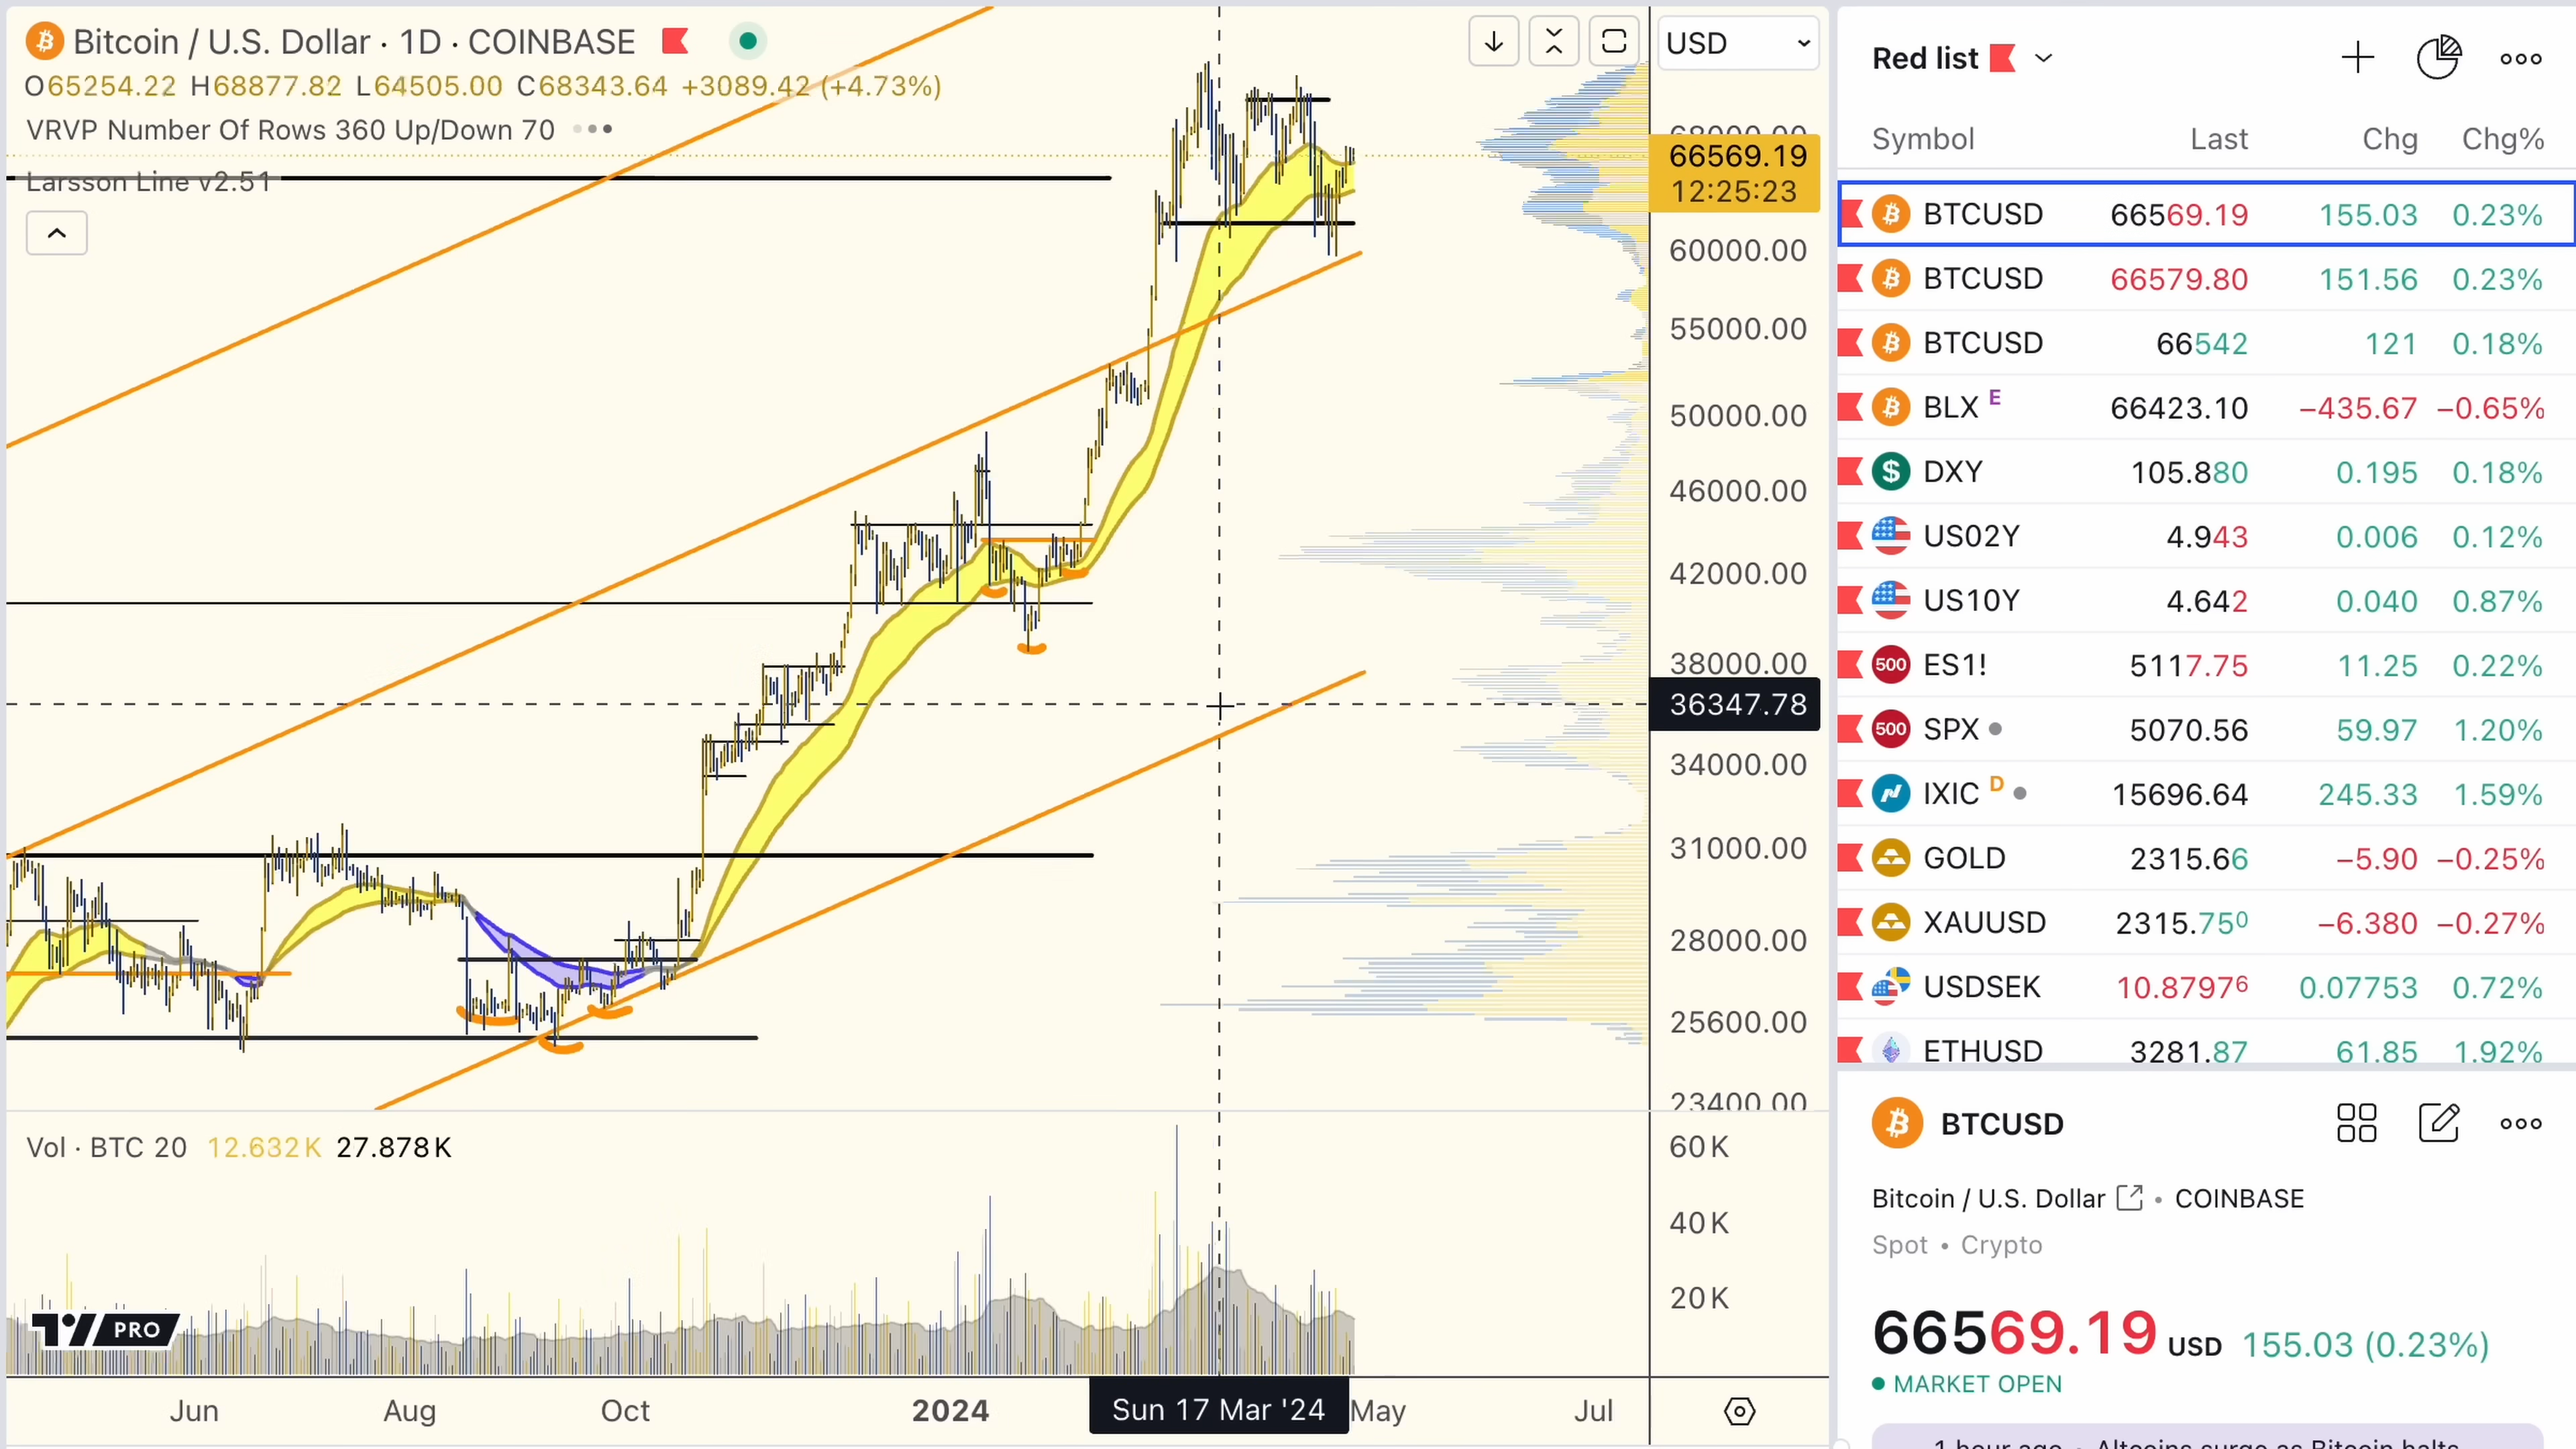 Bitcoin / U.S. Dollar · 1D · COINBASE
O65254.22 H68877.82 L64505.00 C68343.64 +3089.42 (+4.73%)
VRVP Number Of Rows 360 Up/Down 70
Larsson Line v2.51
USD
68000.00
66569.19
12:25:23
60000.00
55000.00
50000.00
46000.00
42000.00
38000.00
36347.78
34000.00
31000.00
28000.00
25600.00
23400.00
Vol · BTC 20 12.632K 27.878K
60K
40K
20K
PRO
Jun Aug Oct 2024 Sun 17 Mar '24 May Jul
Red list
Symbol Last Chg Chg%
BTCUSD 66569.19 155.03 0.23%
BTCUSD 66579.80 151.56 0.23%
BTCUSD 66542 121 0.18%
BLX E 66423.10 −435.67 −0.65%
$ DXY 105.880 0.195 0.18%
US02Y 4.943 0.006 0.12%
US10Y 4.642 0.040 0.87%
500 ES1! 5117.75 11.25 0.22%
500 SPX 5070.56 59.97 1.20%
IXIC D 15696.64 245.33 1.59%
GOLD 2315.66 −5.90 −0.25%
XAUUSD 2315.750 −6.380 −0.27%
USDSEK 10.87976 0.07753 0.72%
ETHUSD 3281.87 61.85 1.92%
BTCUSD
Bitcoin / U.S. Dollar • COINBASE
Spot • Crypto
66569.19 USD 155.03 (0.23%)
MARKET OPEN
1 hour ago • Altcoins surge as Bitcoin halts